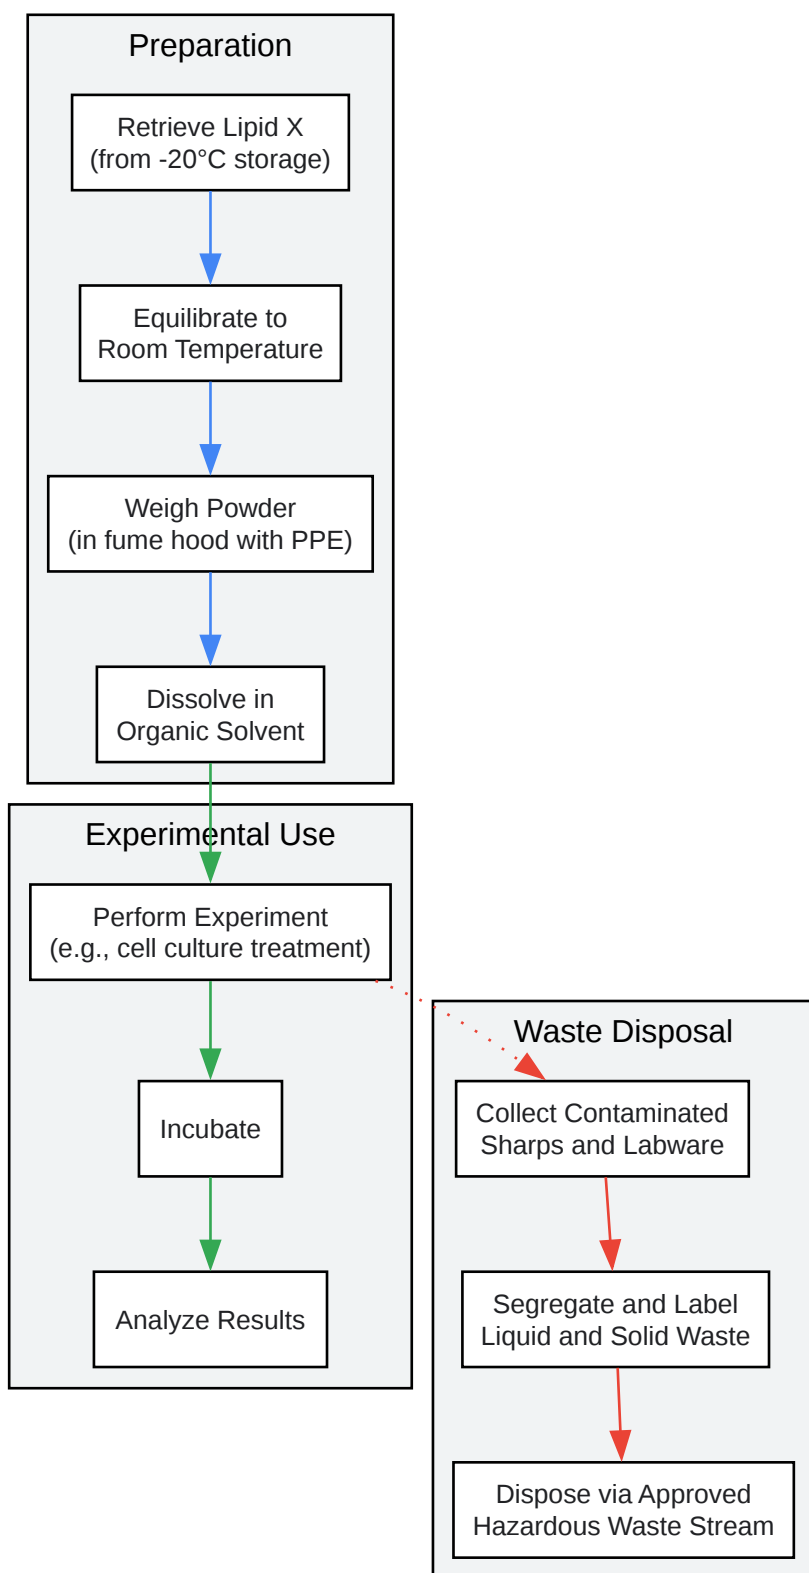 Preparation
Retrieve Lipid X
(from -20°C storage)
Equilibrate to
Room Temperature
Weigh Powder
(in fume hood with PPE)
Dissolve in
Organic Solvent
Experimental Use
Perform Experiment
(e.g., cell culture treatment)
Incubate
Analyze Results
Waste Disposal
Collect Contaminated
Sharps and Labware
Segregate and Label
Liquid and Solid Waste
Dispose via Approved
Hazardous Waste Stream